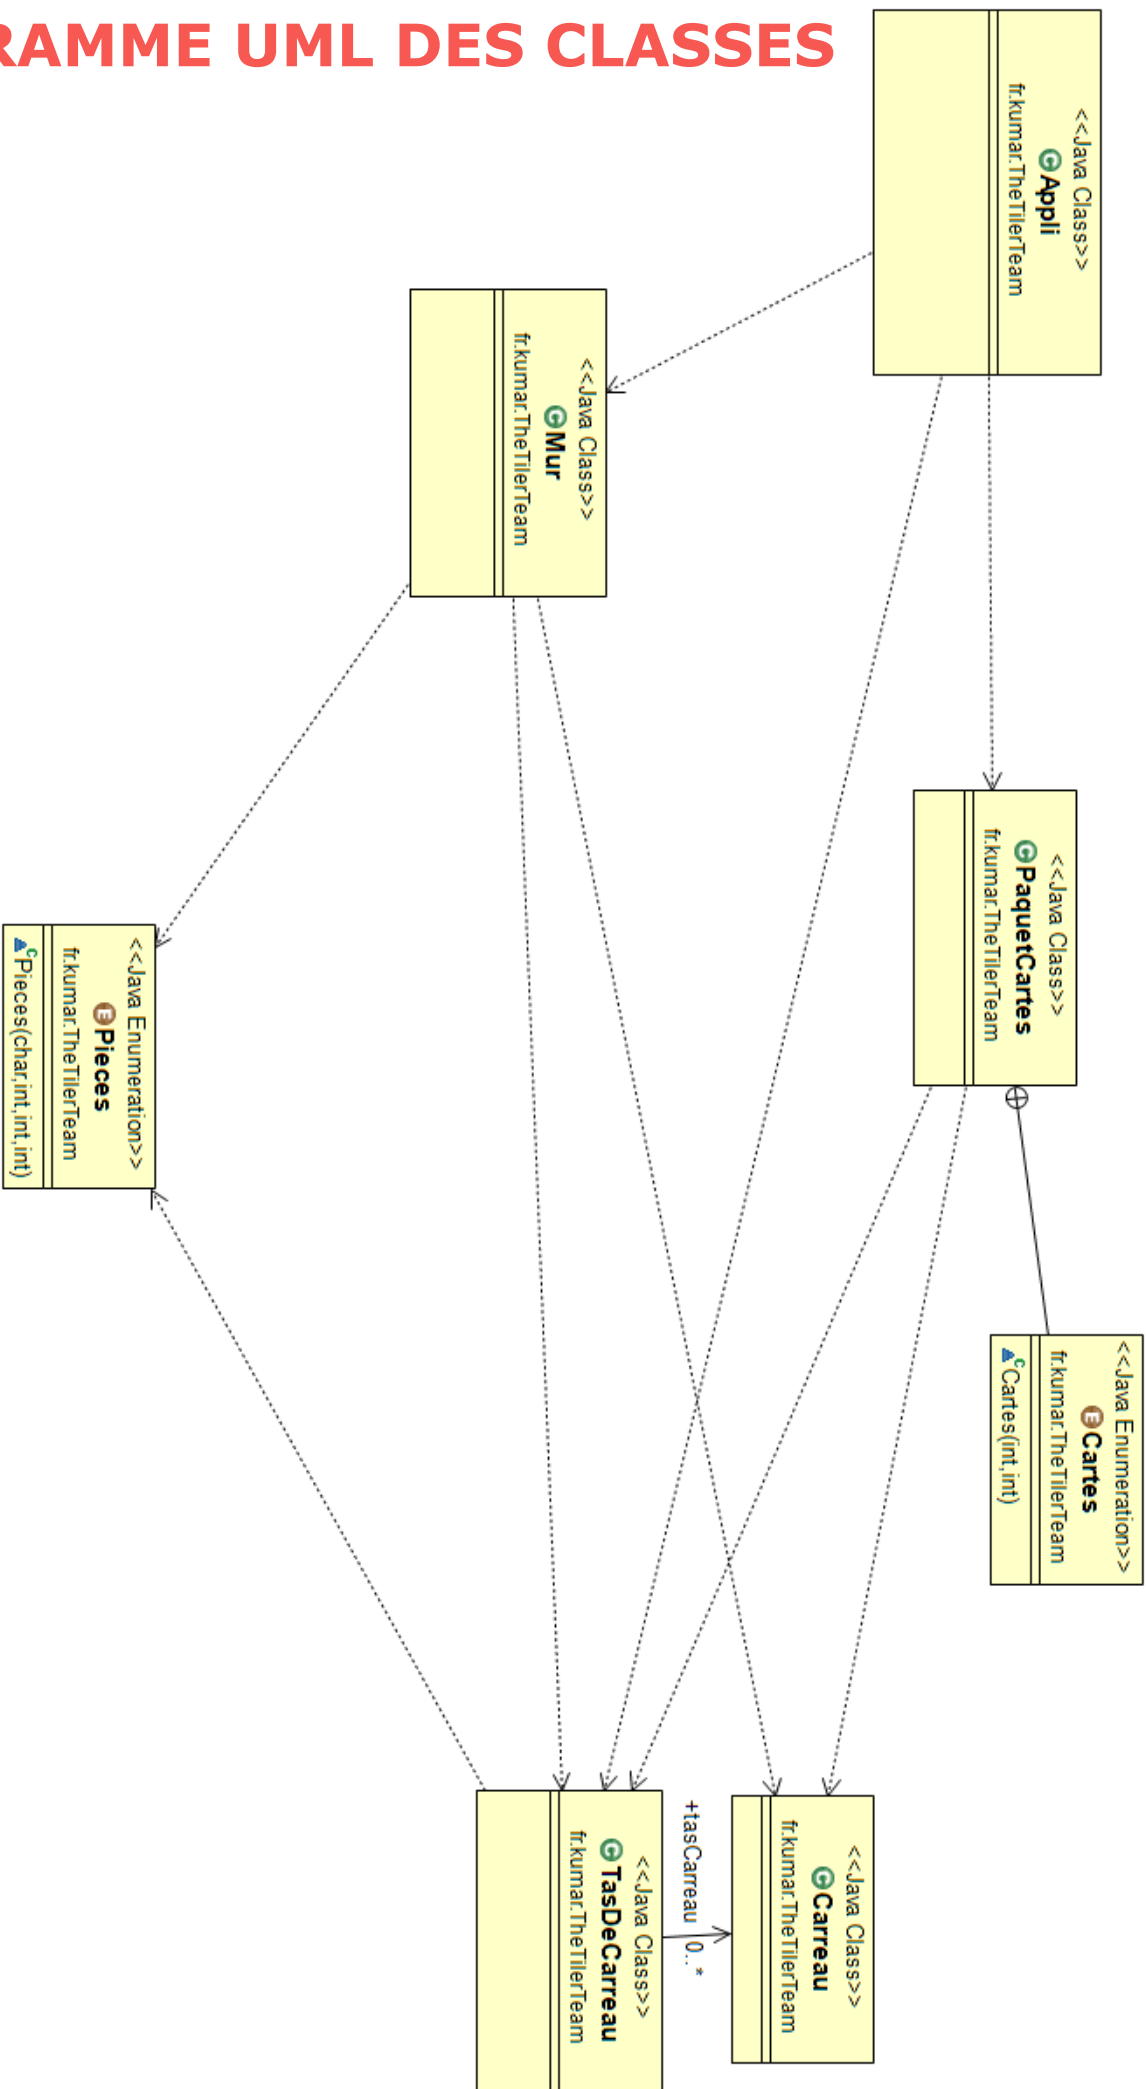 RAMME UML DES CLASSES
<<Java Class>>
Appli
fr.kumar.TheTilerTeam
<<Java Class>>
Mur
fr.kumar.TheTilerTeam
<<Java Class>>
PaquetCartes
fr.kumar.TheTilerTeam
<<Java Enumeration>>
Pieces
fr.kumar.TheTilerTeam
Pieces(char,int,int,int)
<<Java Enumeration>>
Cartes
fr.kumar.TheTilerTeam
Cartes(int,int)
<<Java Class>>
Carreau
fr.kumar.TheTilerTeam
+tasCarreau 0..*
<<Java Class>>
TasDeCarreau
fr.kumar.TheTilerTeam